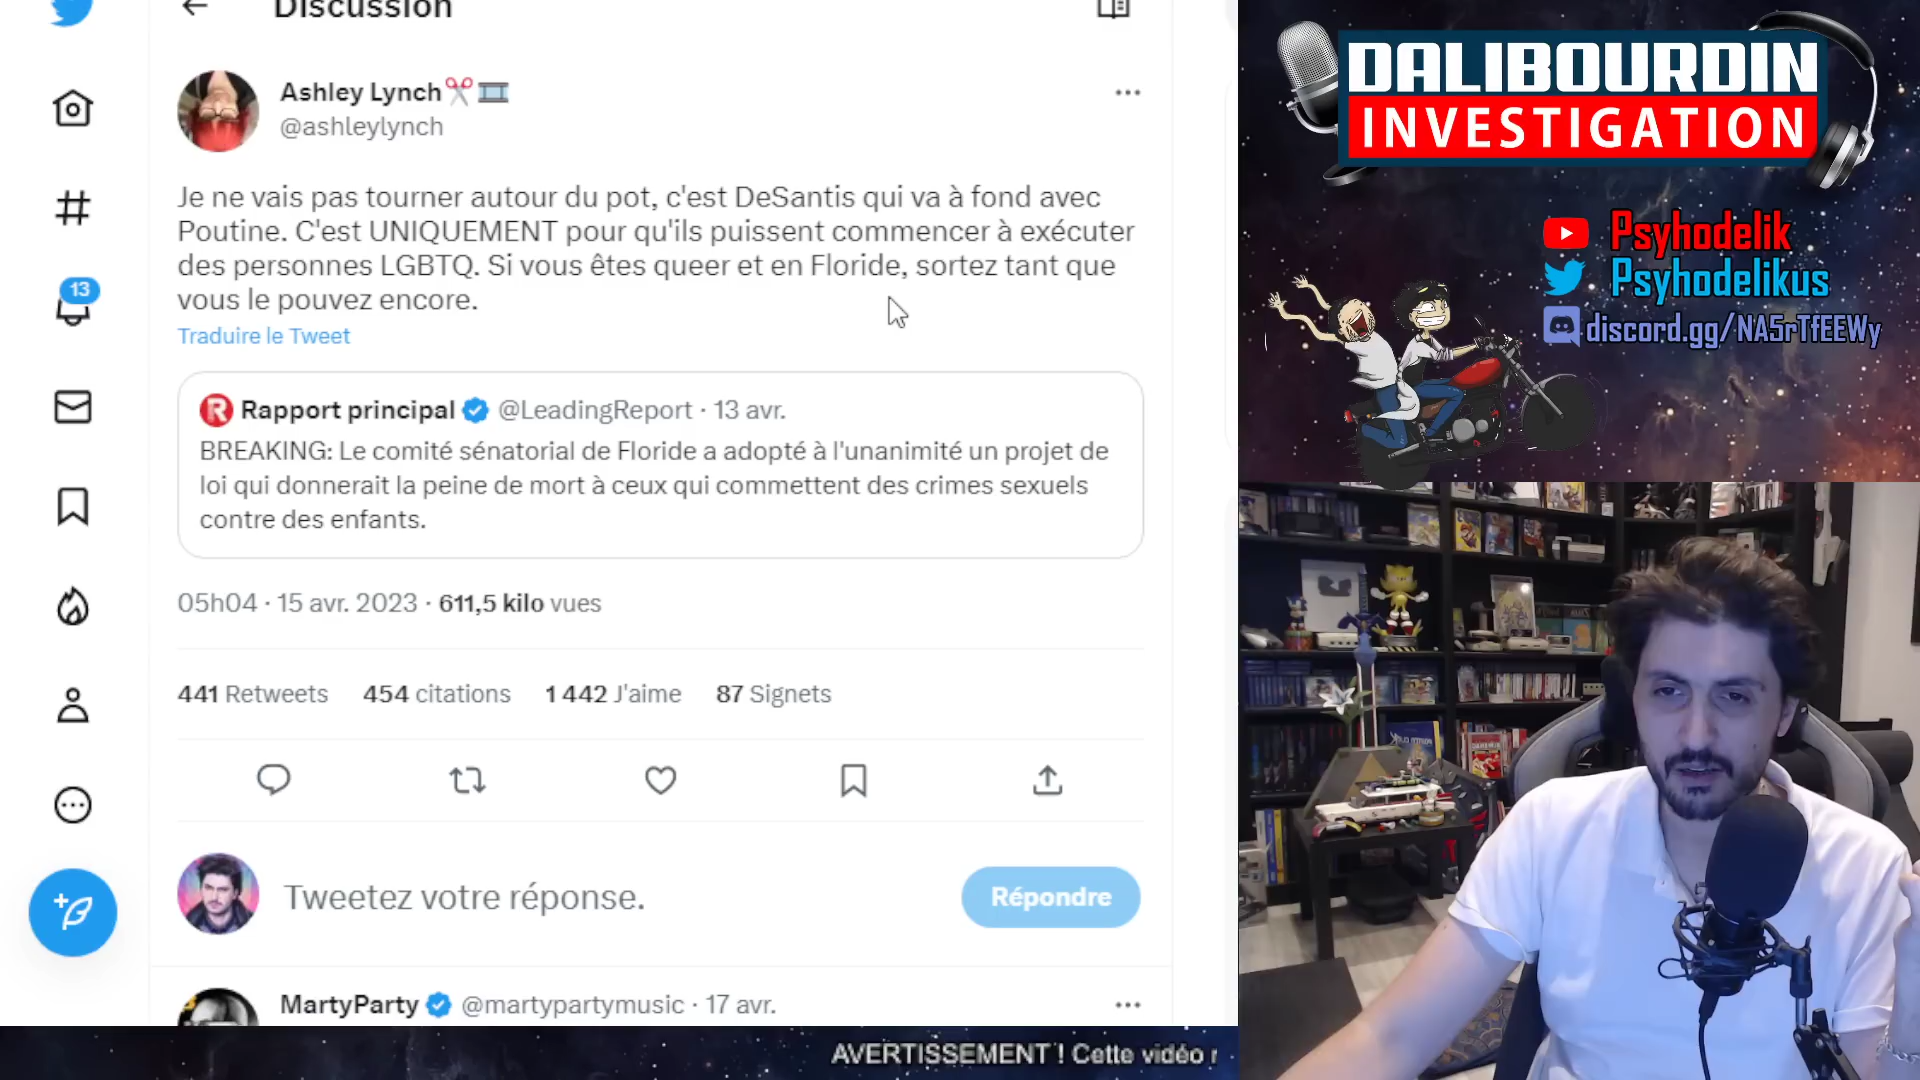 Discussion
Ashley Lynch
@ashleylynch
Je ne vais pas tourner autour du pot, c'est DeSantis qui va à fond avec
Poutine. C'est UNIQUEMENT pour qu'ils puissent commencer à exécuter
des personnes LGBTQ. Si vous êtes queer et en Floride, sortez tant que
vous le pouvez encore.
Traduire le Tweet
Rapport principal @LeadingReport · 13 avr.
BREAKING: Le comité sénatorial de Floride a adopté à l'unanimité un projet de
loi qui donnerait la peine de mort à ceux qui commettent des crimes sexuels
contre des enfants.
05h04 · 15 avr. 2023 · 611,5 kilo vues
441 Retweets 454 citations 1 442 J'aime 87 Signets
Tweetez votre réponse.
Répondre
MartyParty @martypartymusic · 17 avr.
13
DALIBOURDIN
INVESTIGATION
Psyhodelik
Psyhodelikus
discord.gg/NA5rTfEEWy
AVERTISSEMENT ! Cette vidéo